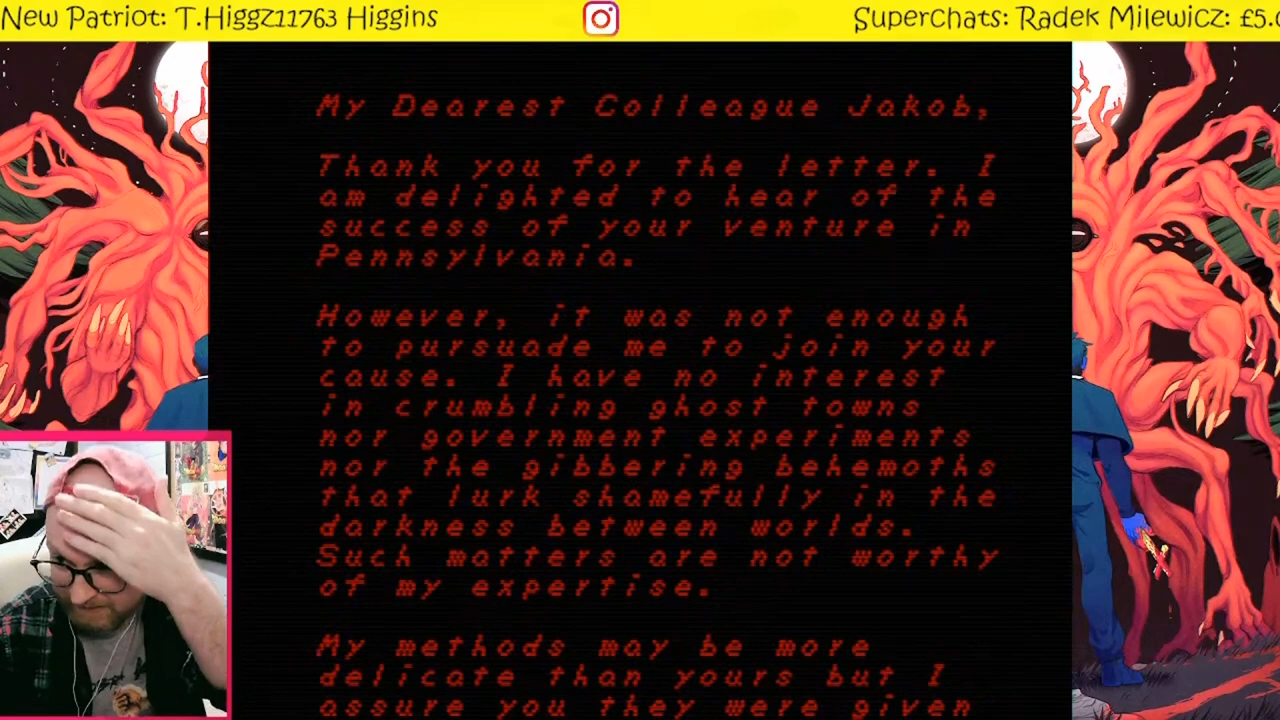 New Patriot: T.Higgz11763 Higgins
Superchats: Radek Milewicz: £5.
My Dearest Colleague Jakob,
Thank you for the letter. I
am delighted to hear of the
success of your venture in
Pennsylvania.
However, it was not enough
to pursuade me to join your
cause. I have no interest
in crumbling ghost towns
nor government experiments
nor the gibbering behemoths
that lurk shamefully in the
darkness between worlds.
Such matters are not worthy
of my expertise.
My methods may be more
delicate than yours but I
assure you they were given